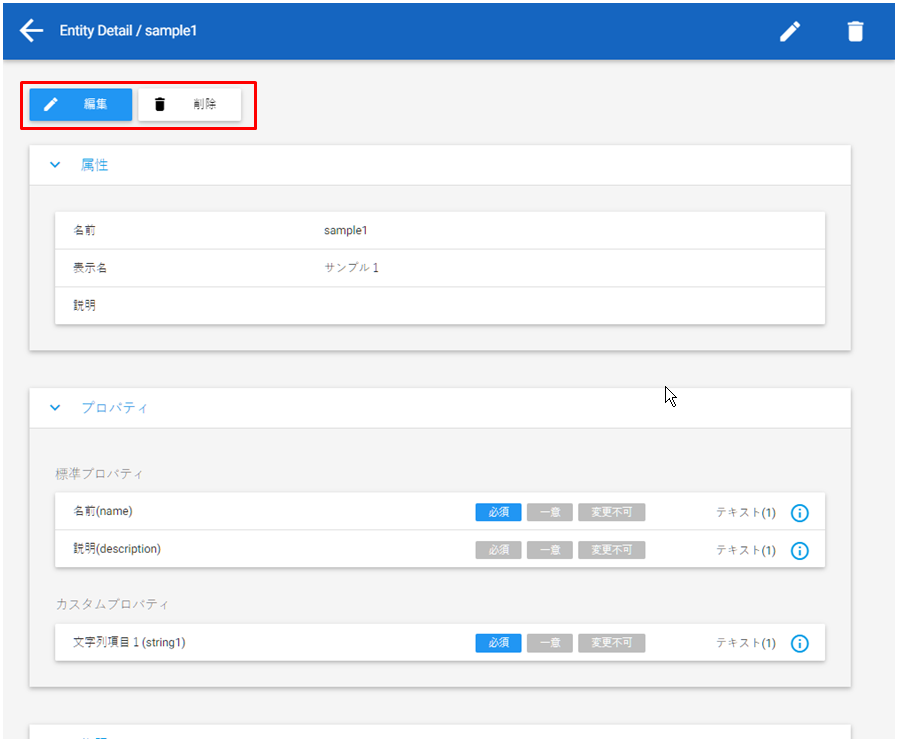 Entity Detail / sample1
編集 削除
属性
名前 sample1
表示名 サンプル１
説明
プロパティ
標準プロパティ
名前(name) 必須 一意 変更不可 テキスト(1)
説明(description) 必須 一意 変更不可 テキスト(1)
カスタムプロパティ
文字列項目１(string1) 必須 一意 変更不可 テキスト(1)